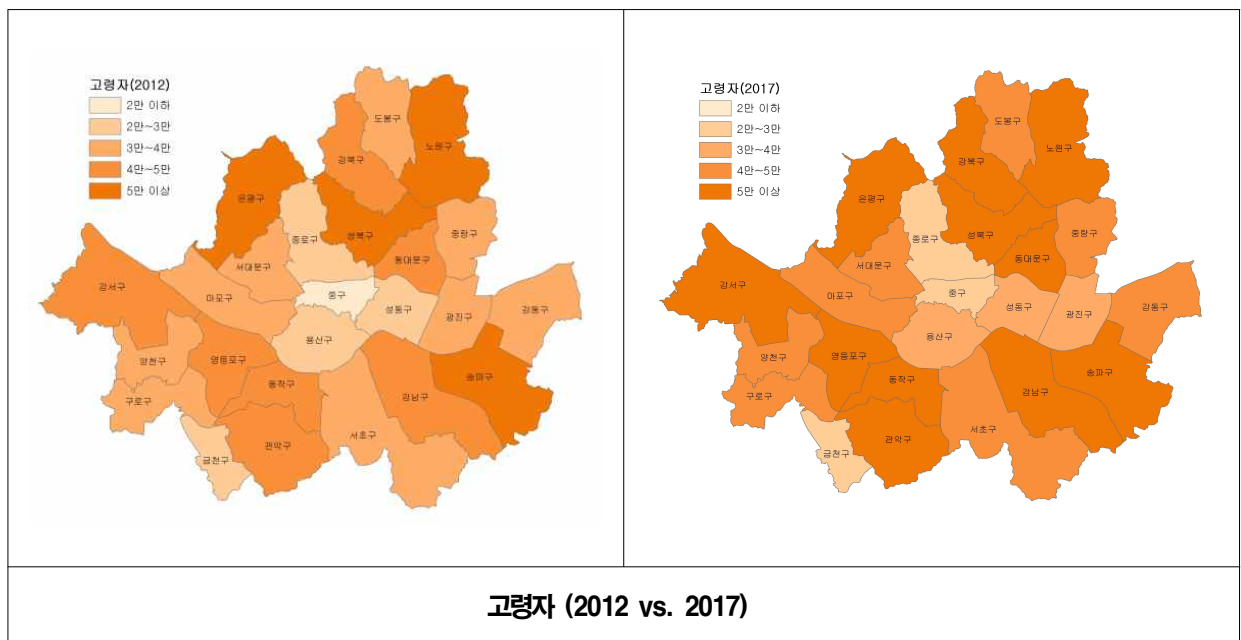 고령자(2012)
2만 이하
2만~3만
3만~4만
4만~5만
5만 이상
도봉구
노원구
강북구
은평구
종로구
성북구
중랑구
동대문구
서대문구
강서구
마포구
중구
성동구
광진구
강동구
용산구
양천구
영등포구
송파구
동작구
강남구
구로구
서초구
관악구
금천구
고령자(2017)
2만 이하
2만~3만
3만~4만
4만~5만
5만 이상
도봉구
노원구
강북구
은평구
종로구
성북구
중랑구
동대문구
서대문구
강서구
마포구
중구
성동구
광진구
강동구
용산구
양천구
영등포구
송파구
동작구
강남구
구로구
서초구
관악구
금천구
고령자 (2012 vs. 2017)